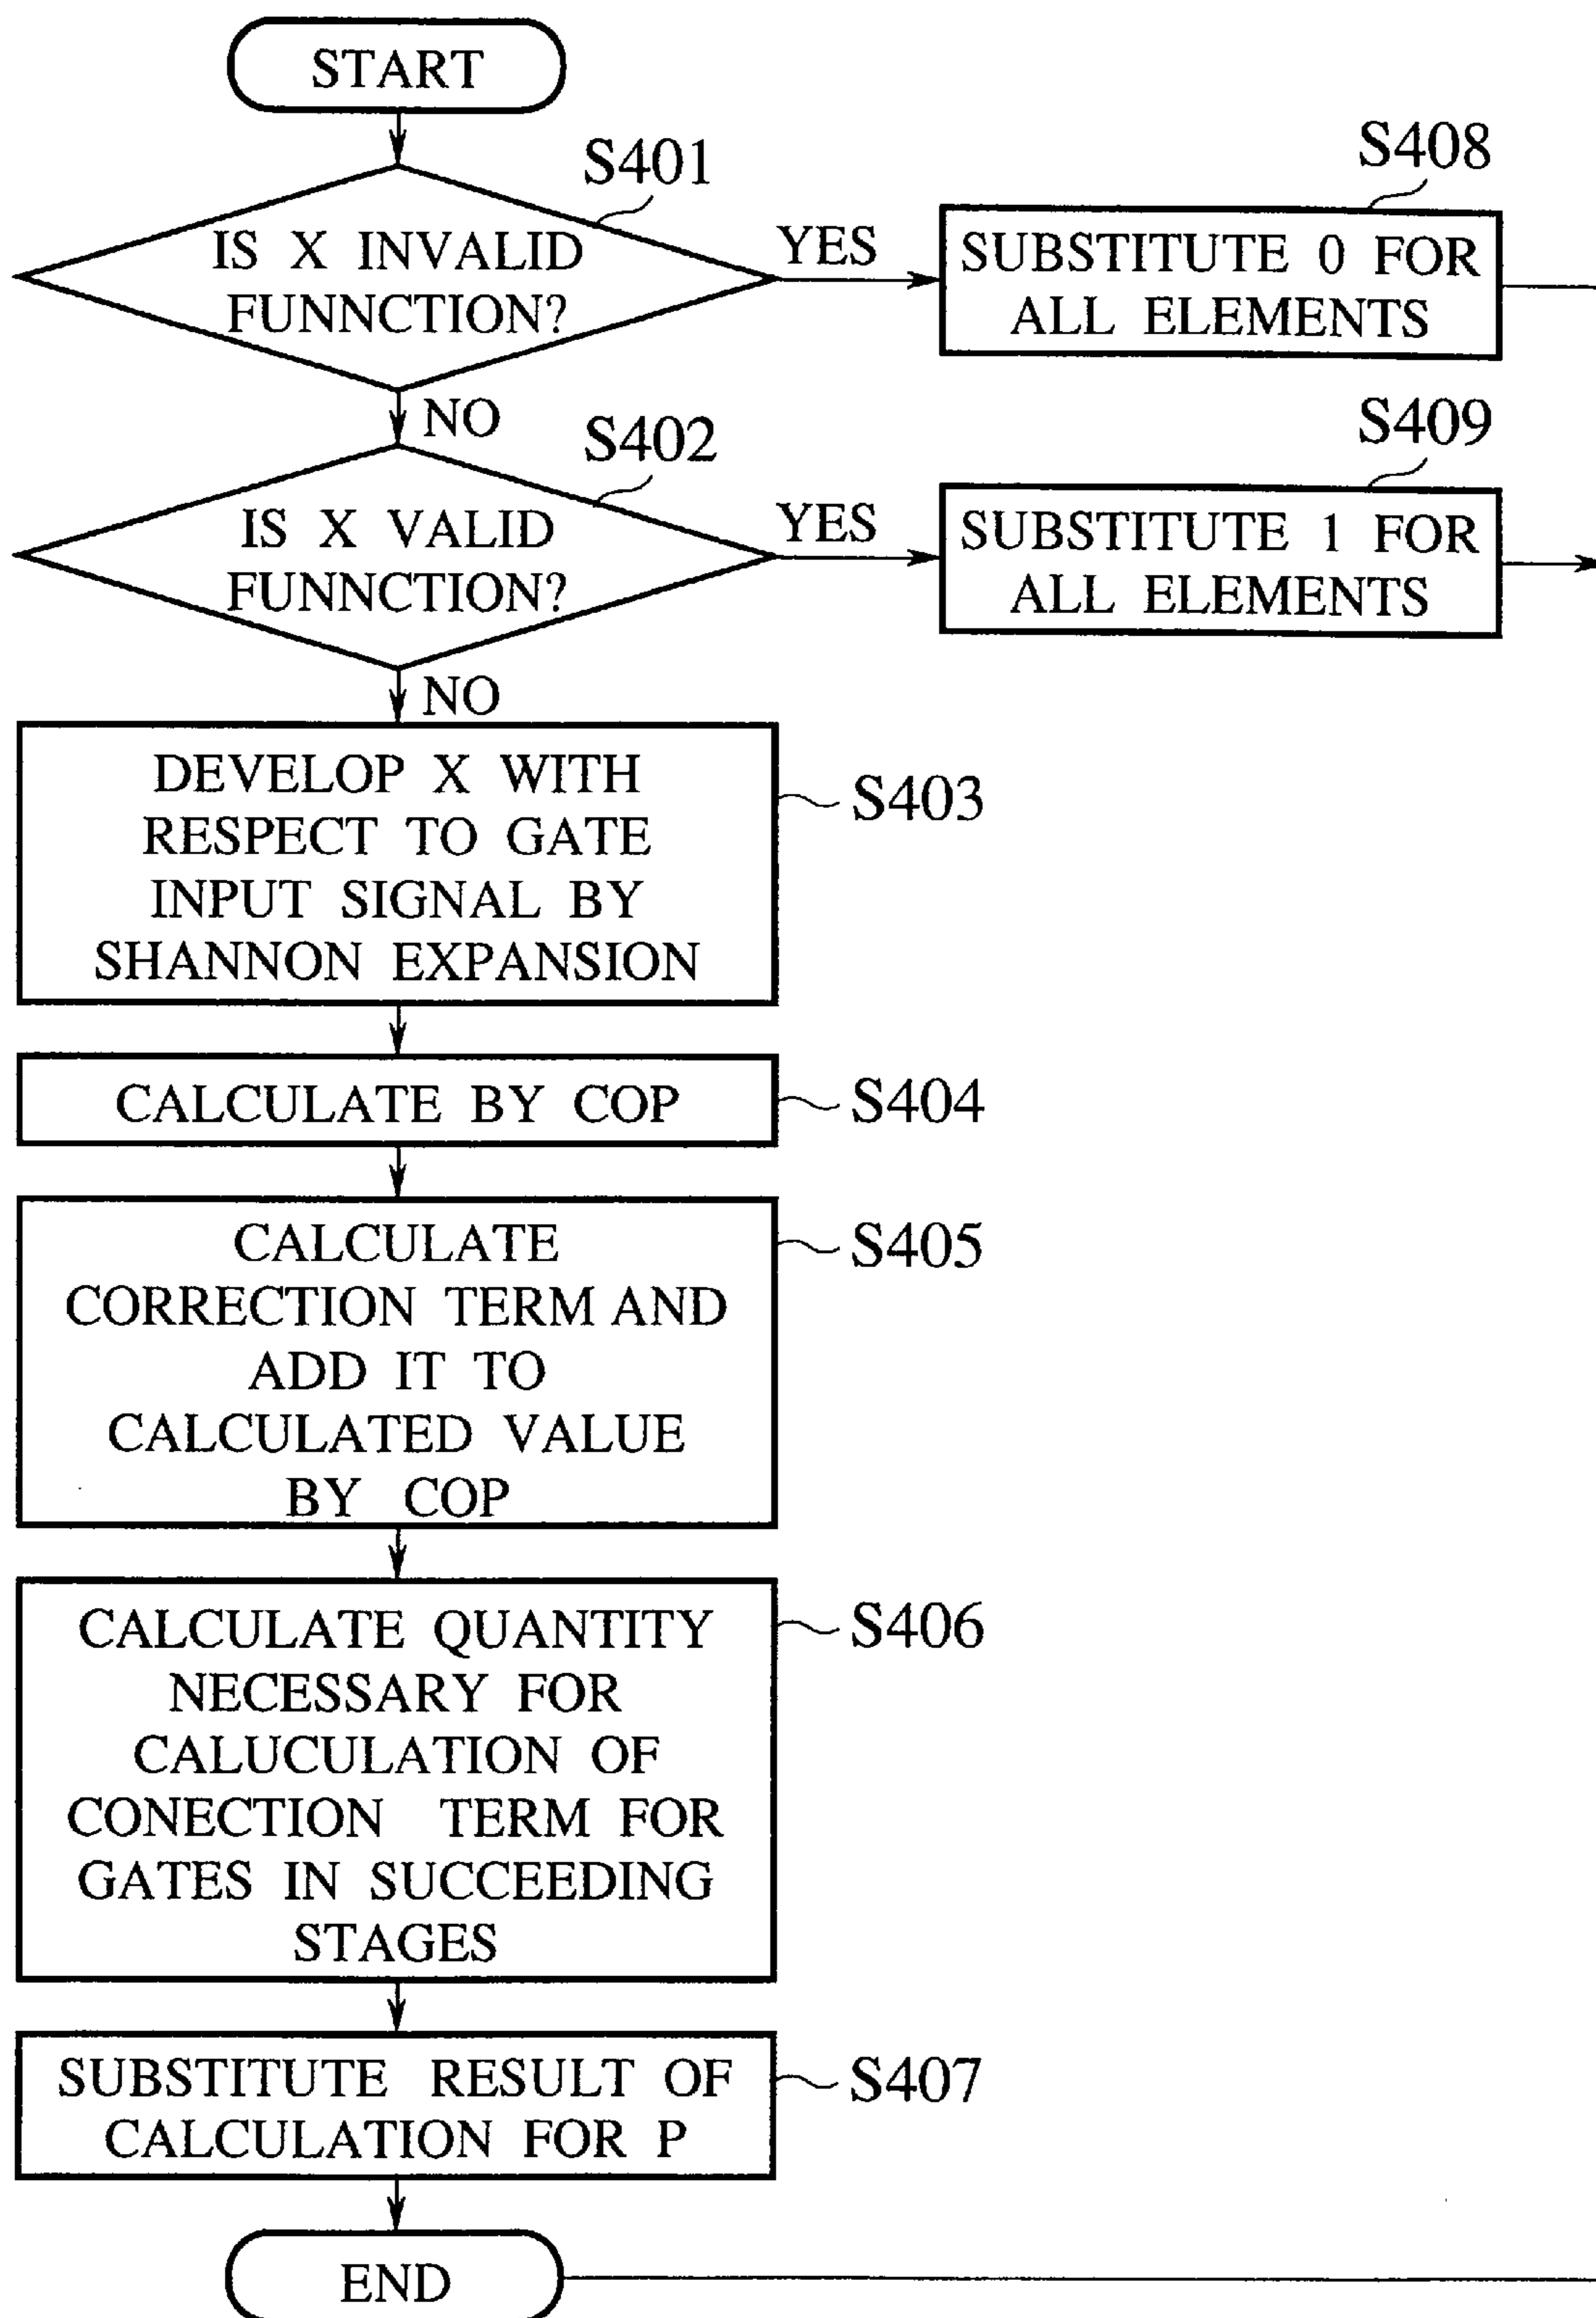 START
S401
IS X INVALID
FUNNCTION?
YES
S408
SUBSTITUTE 0 FOR
ALL ELEMENTS
NO
S402
IS X VALID
FUNNCTION?
YES
S409
SUBSTITUTE 1 FOR
ALL ELEMENTS
NO
DEVELOP X WITH
RESPECT TO GATE
INPUT SIGNAL BY
SHANNON EXPANSION
S403
CALCULATE BY COP
S404
CALCULATE
CORRECTION TERM AND
ADD IT TO
CALCULATED VALUE
BY COP
S405
CALCULATE QUANTITY
NECESSARY FOR
CALUCULATION OF
CONECTION TERM FOR
GATES IN SUCCEEDING
STAGES
S406
SUBSTITUTE RESULT OF
CALCULATION FOR P
S407
END